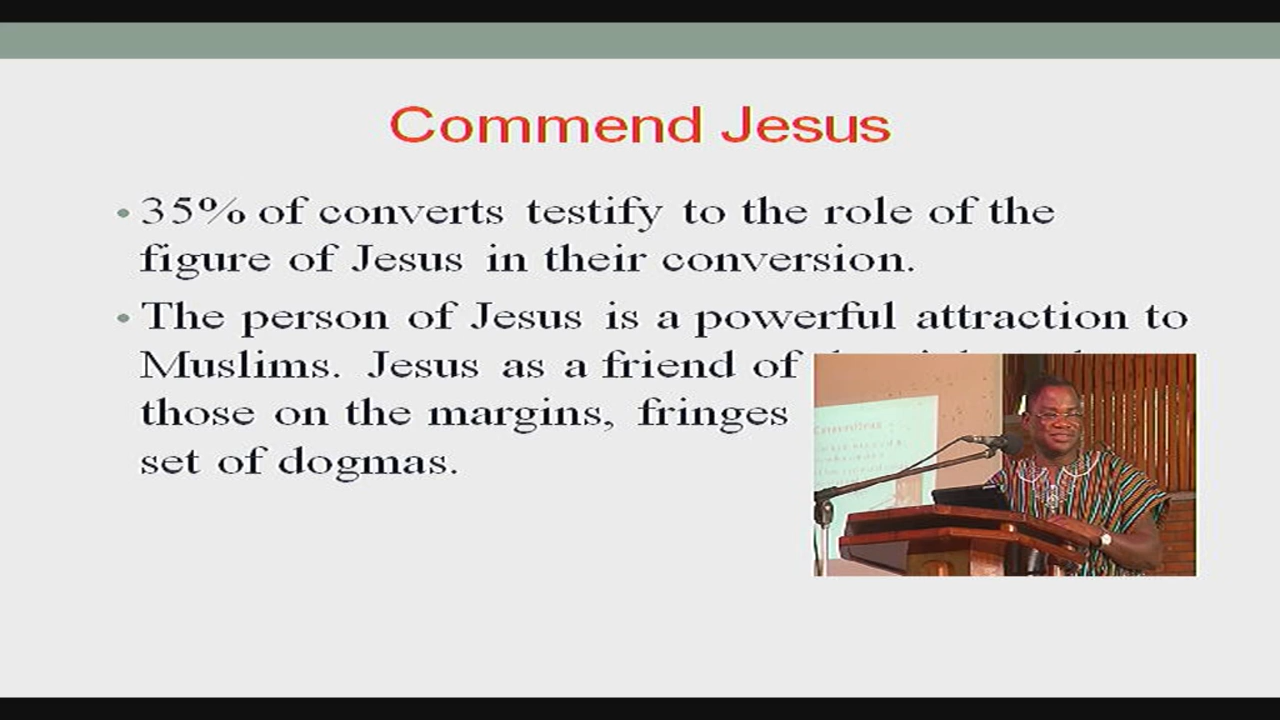 Commend Jesus
• 35% of converts testify to the role of the
figure of Jesus in their conversion.
• The person of Jesus is a powerful attraction to
Muslims. Jesus as a friend of
those on the margins, fringes
set of dogmas.